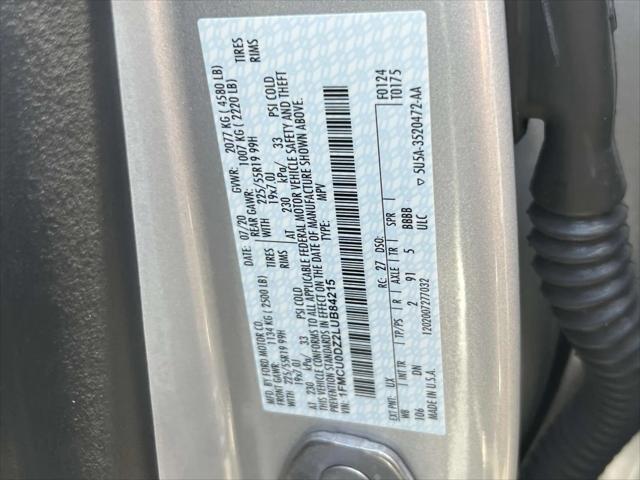 MFD. BY FORD MOTOR CO. DATE: 07/20 GVWR: 2077 KG ( 4580 LB)
FRONT GAWR: 1134 KG ( 2500 LB) REAR GAWR: 1007 KG ( 2220 LB)
WITH 225/55R19 99H TIRES WITH 225/55R19 99H TIRES
19x7.0J RIMS 19x7.0J RIMS
AT 230 kPa/ 33 PSI COLD AT 230 kPa/ 33 PSI COLD
THIS VEHICLE CONFORMS TO ALL APPLICABLE FEDERAL MOTOR VEHICLE SAFETY AND THEFT
PREVENTION STANDARDS IN EFFECT ON THE DATE OF MANUFACTURE SHOWN ABOVE.
VIN: 1FMCU0DZ2LUB84215 TYPE: MPV
F0124
T0175
EXT PNT: UX RC: 27 DSO:
WB INT TR TP/PS R AXLE TR SPR
106 DN 2 91 5 BBBB
MADE IN U.S.A. 1202007277032 ULC
5U5A-3520472-AA